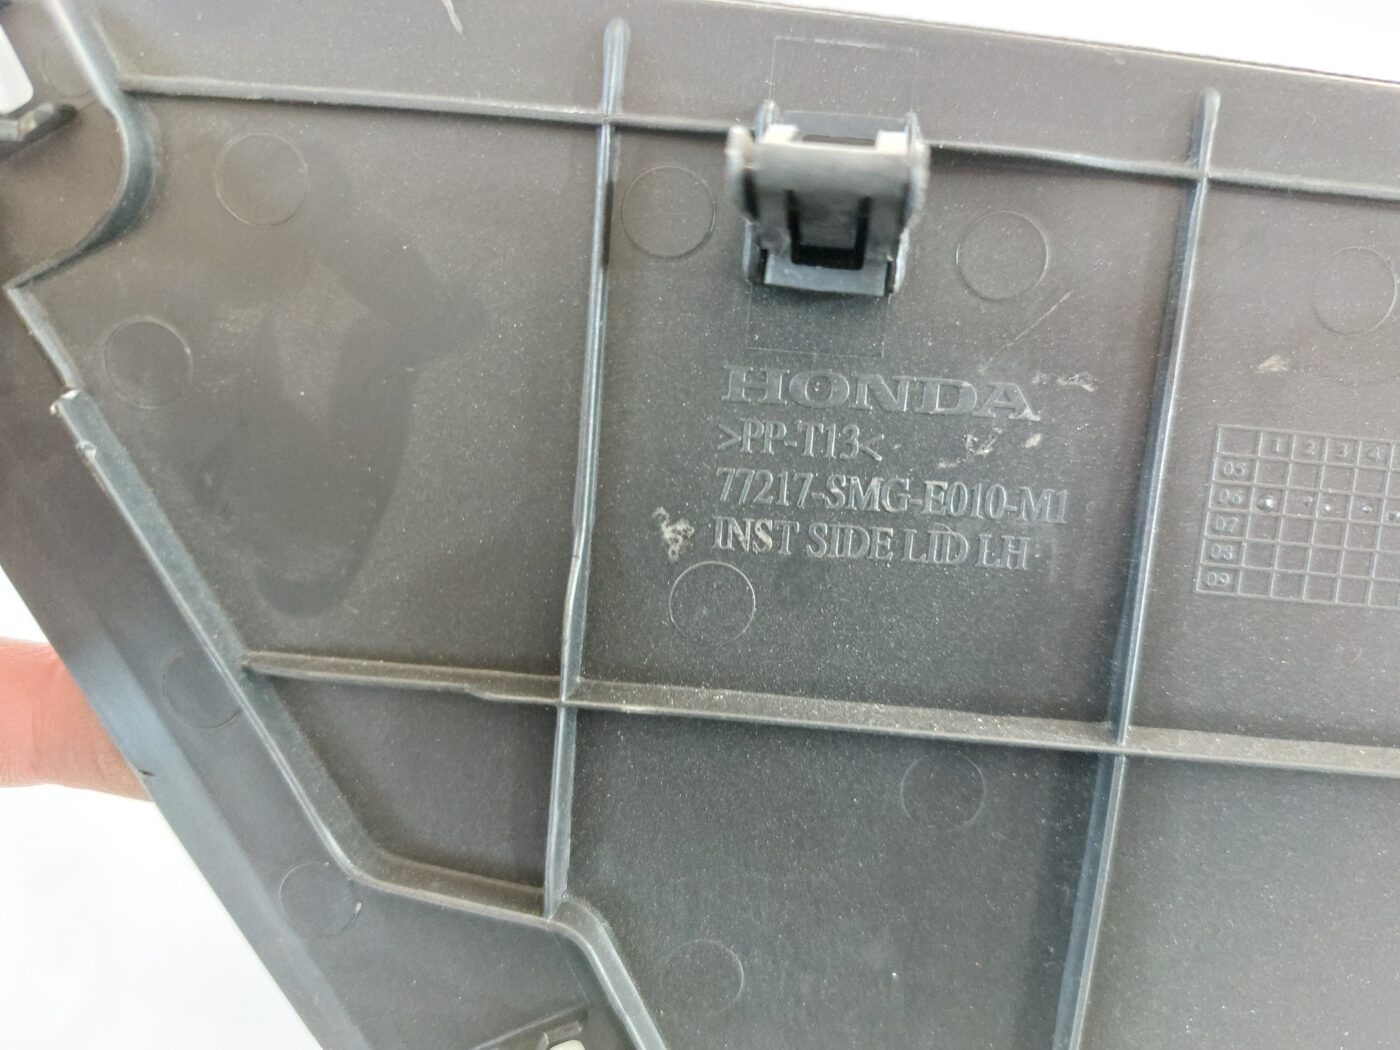 HONDA
>PP-T13<
77217-SMG-E010-M1
INST SIDE LID LH
1 2 3 4
05
06
07
08
09